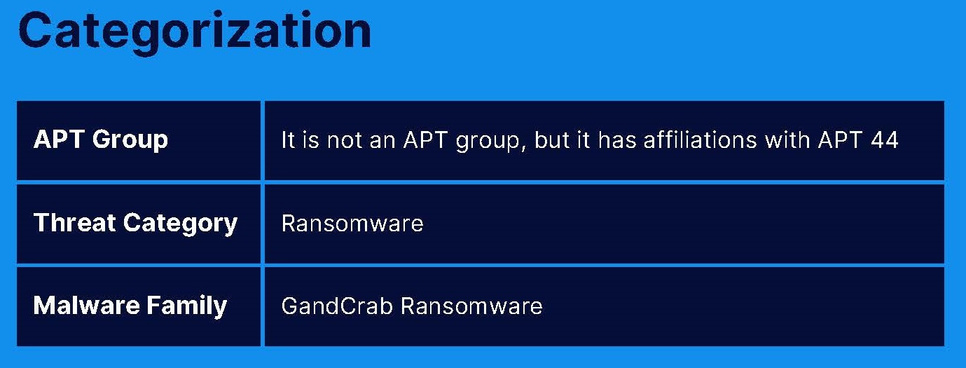 Categorization
APT Group
It is not an APT group, but it has affiliations with APT 44
Threat Category
Ransomware
Malware Family
GandCrab Ransomware